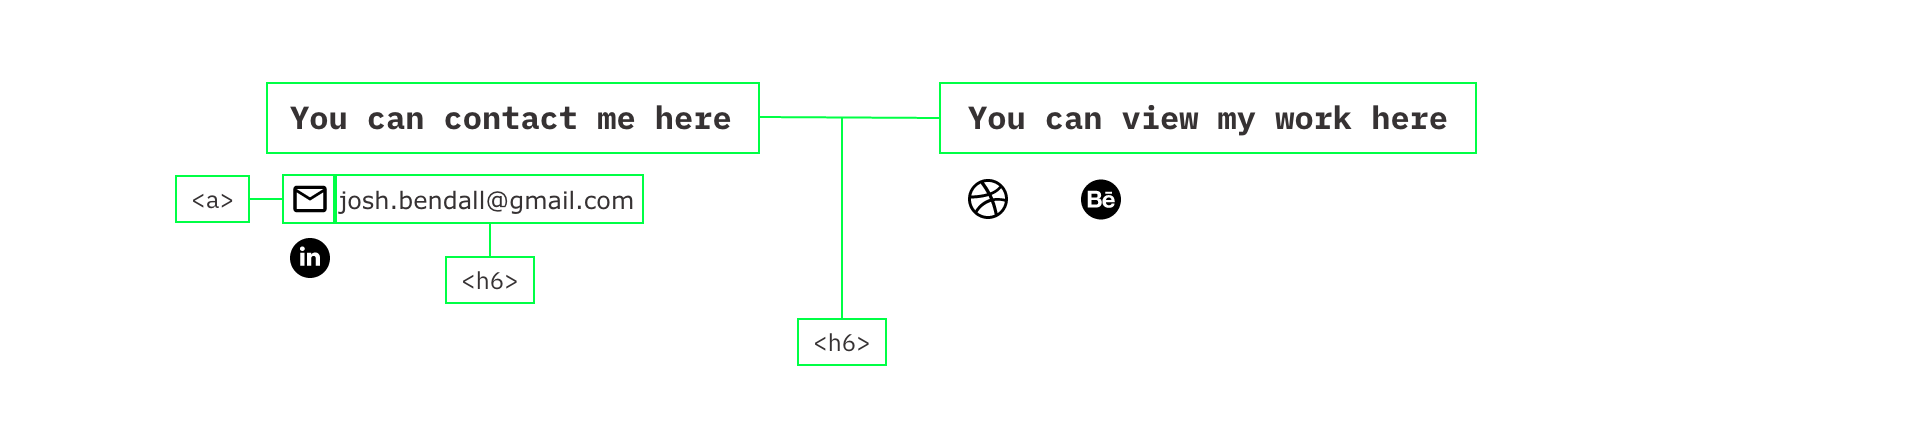 You can contact me here
You can view my work here
<a>
josh.bendall@gmail.com
Bē
in
<h6>
<h6>